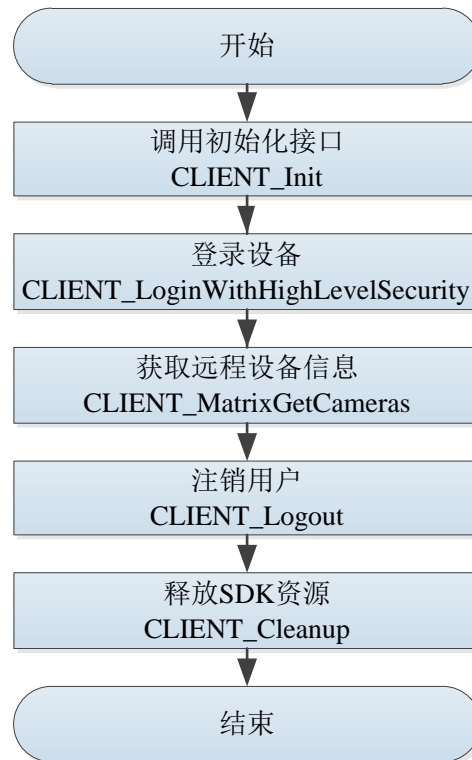 开始
调用初始化接口
CLIENT_Init
登录设备
CLIENT_LoginWithHighLevelSecurity
获取远程设备信息
CLIENT_MatrixGetCameras
注销用户
CLIENT_Logout
释放SDK资源
CLIENT_Cleanup
结束